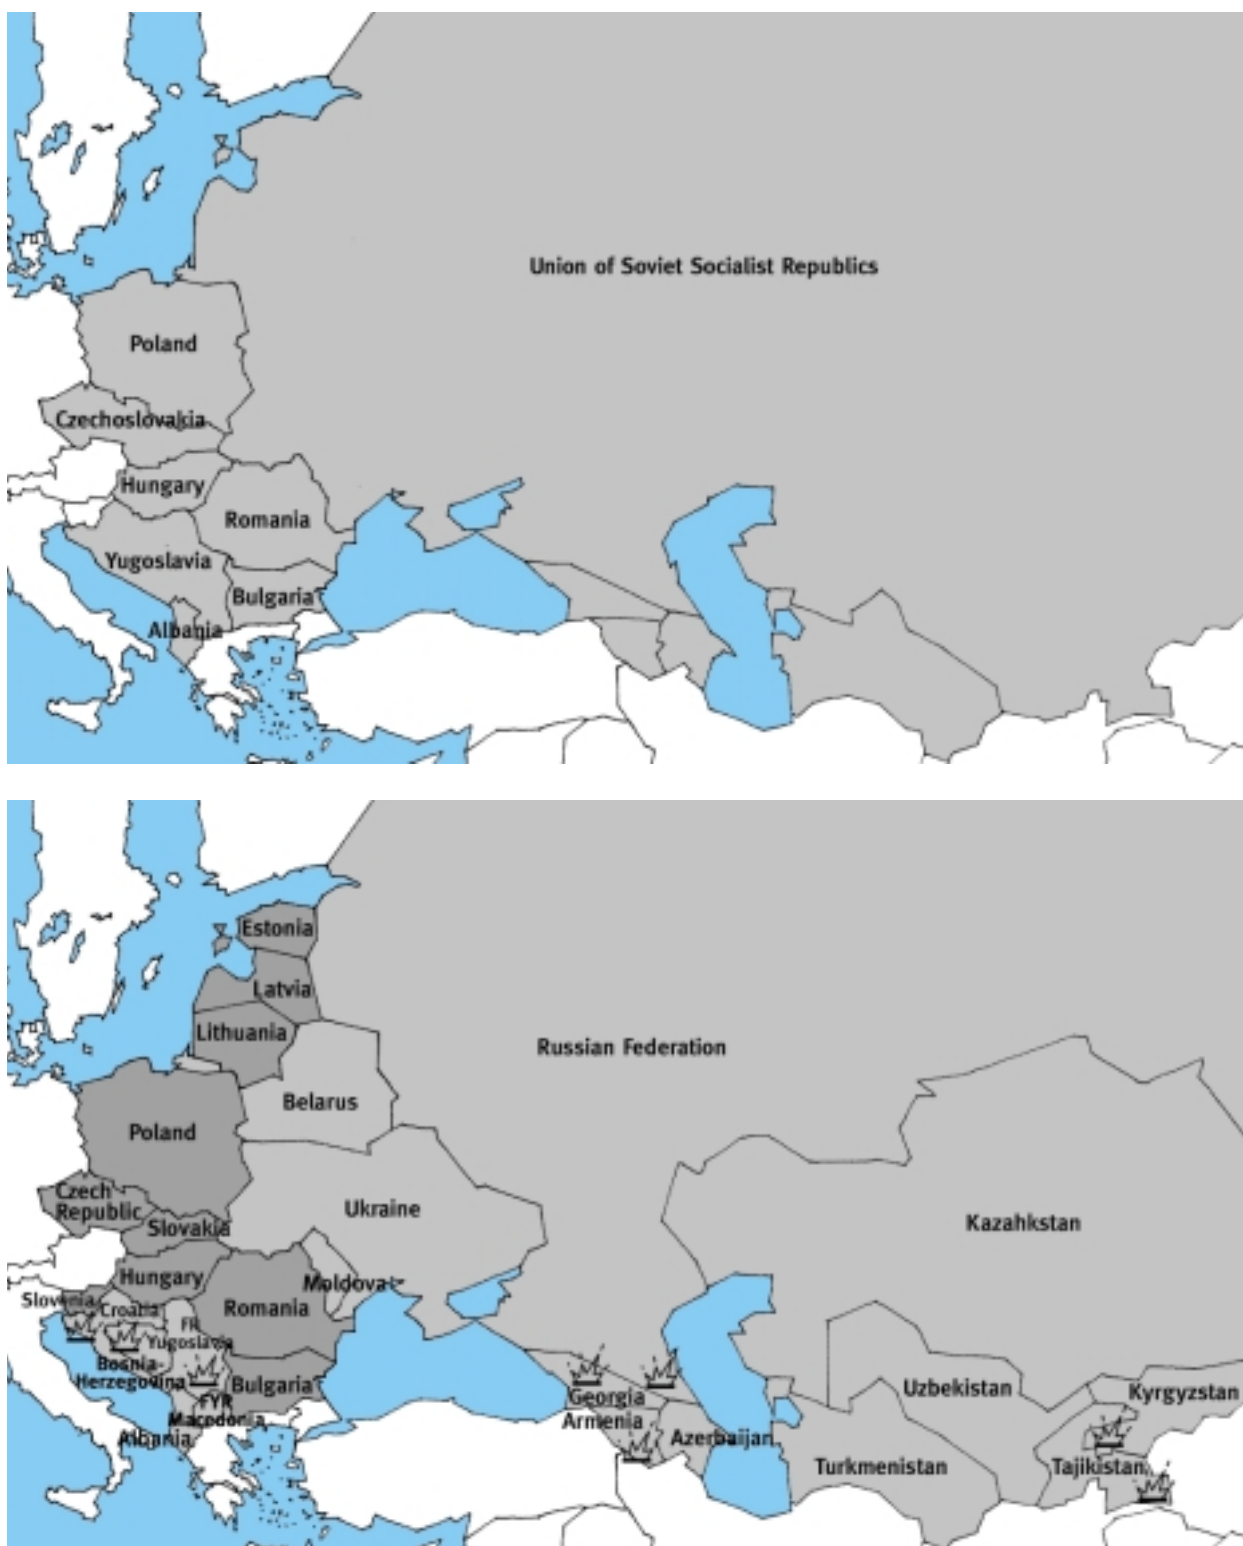 Union of Soviet Socialist Republics
Poland
Czechoslovakia
Hungary
Romania
Yugoslavia
Bulgaria
Albania
Estonia
Latvia
Lithuania
Russian Federation
Belarus
Poland
Czech
Republic
Slovakia
Ukraine
Kazahkstan
Hungary
Moldova
Slovenia
Croatia
Romania
FR
Yugoslavia
Bosnia-
Herzegovina
Bulgaria
FYR
Macedonia
Albania
Georgia
Armenia
Azerbaijan
Uzbekistan
Kyrgyzstan
Turkmenistan
Tajikistan